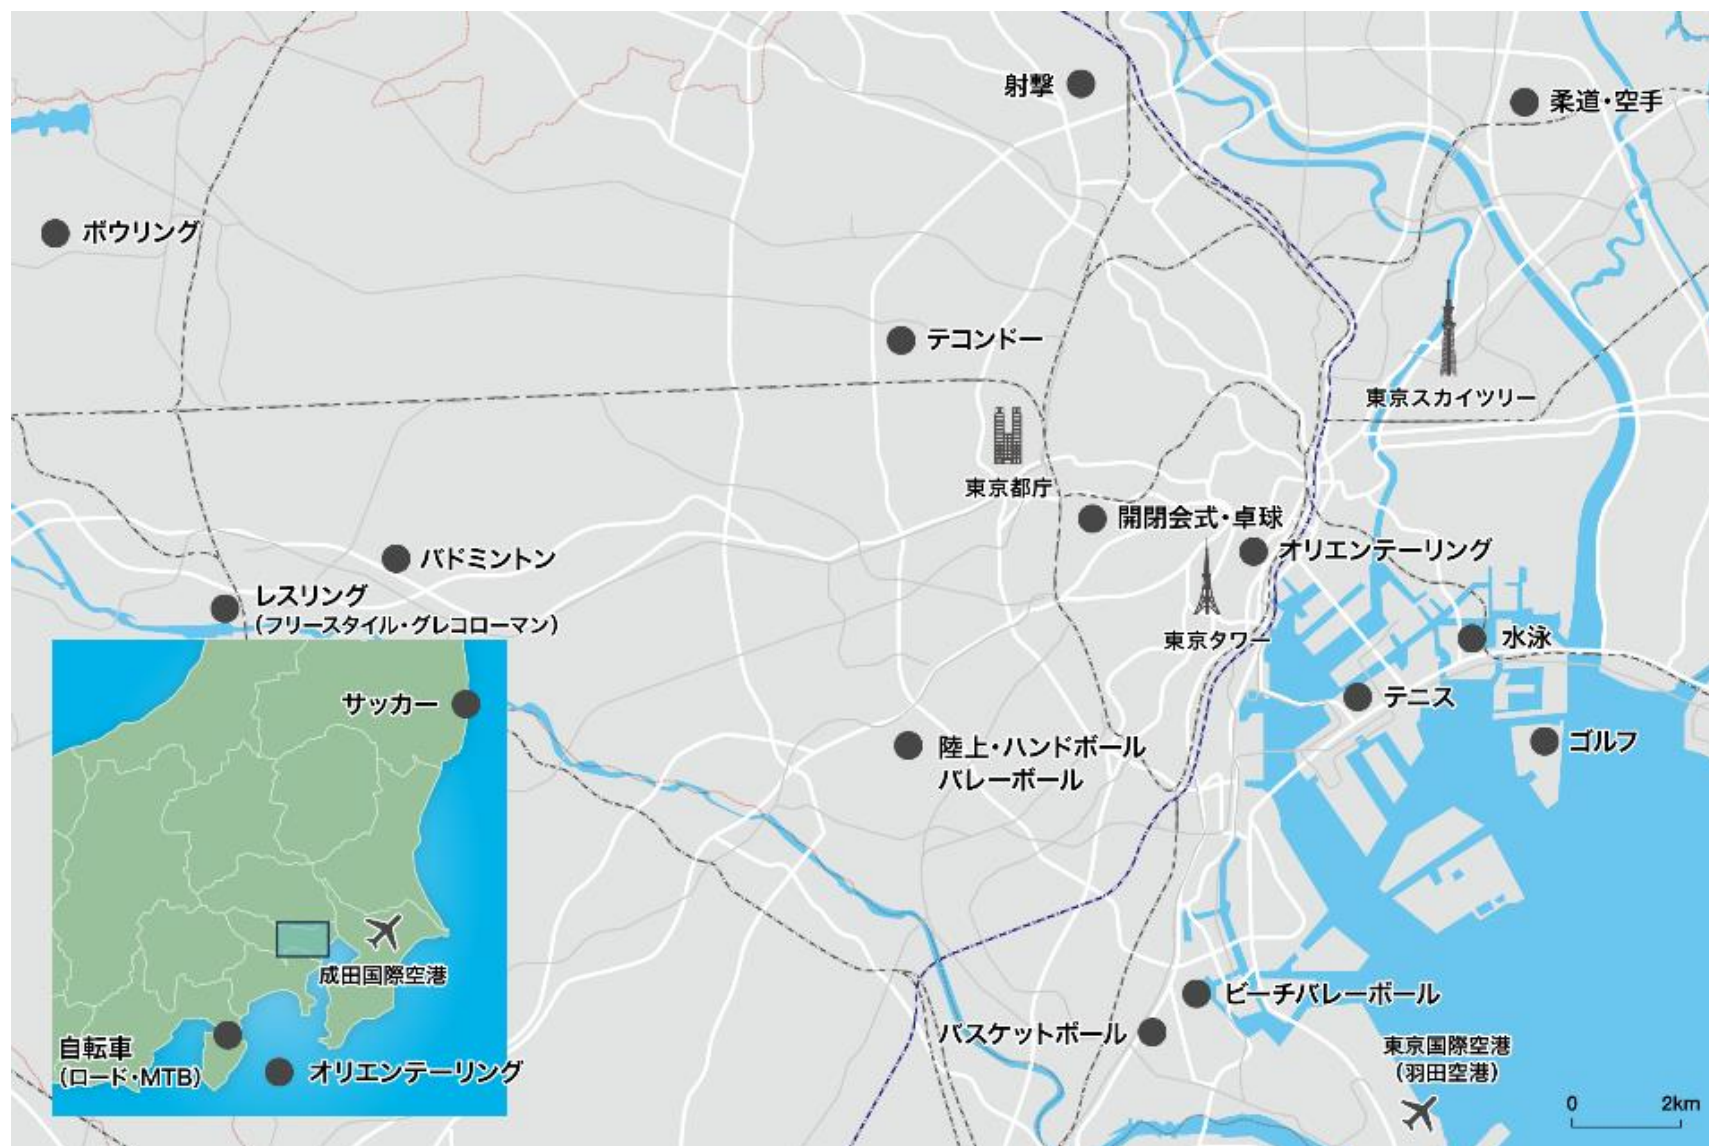 射撃
柔道・空手
ボウリング
テコンドー
東京スカイツリー
東京都庁
開閉会式・卓球
オリエンテーリング
バドミントン
レスリング
（フリースタイル・グレコローマン）
東京タワー
水泳
サッカー
テニス
ゴルフ
陸上・ハンドボール
バレーボール
成田国際空港
ビーチバレーボール
バスケットボール
自転車
（ロード・MTB）
オリエンテーリング
東京国際空港
（羽田空港）
0 2km